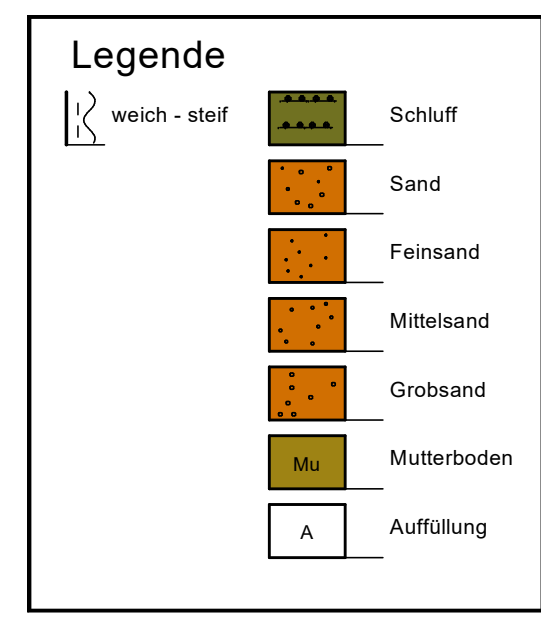 Legende
weich - steif
Schluff
Sand
Feinsand
Mittelsand
Grobsand
Mu Mutterboden
A Auffüllung